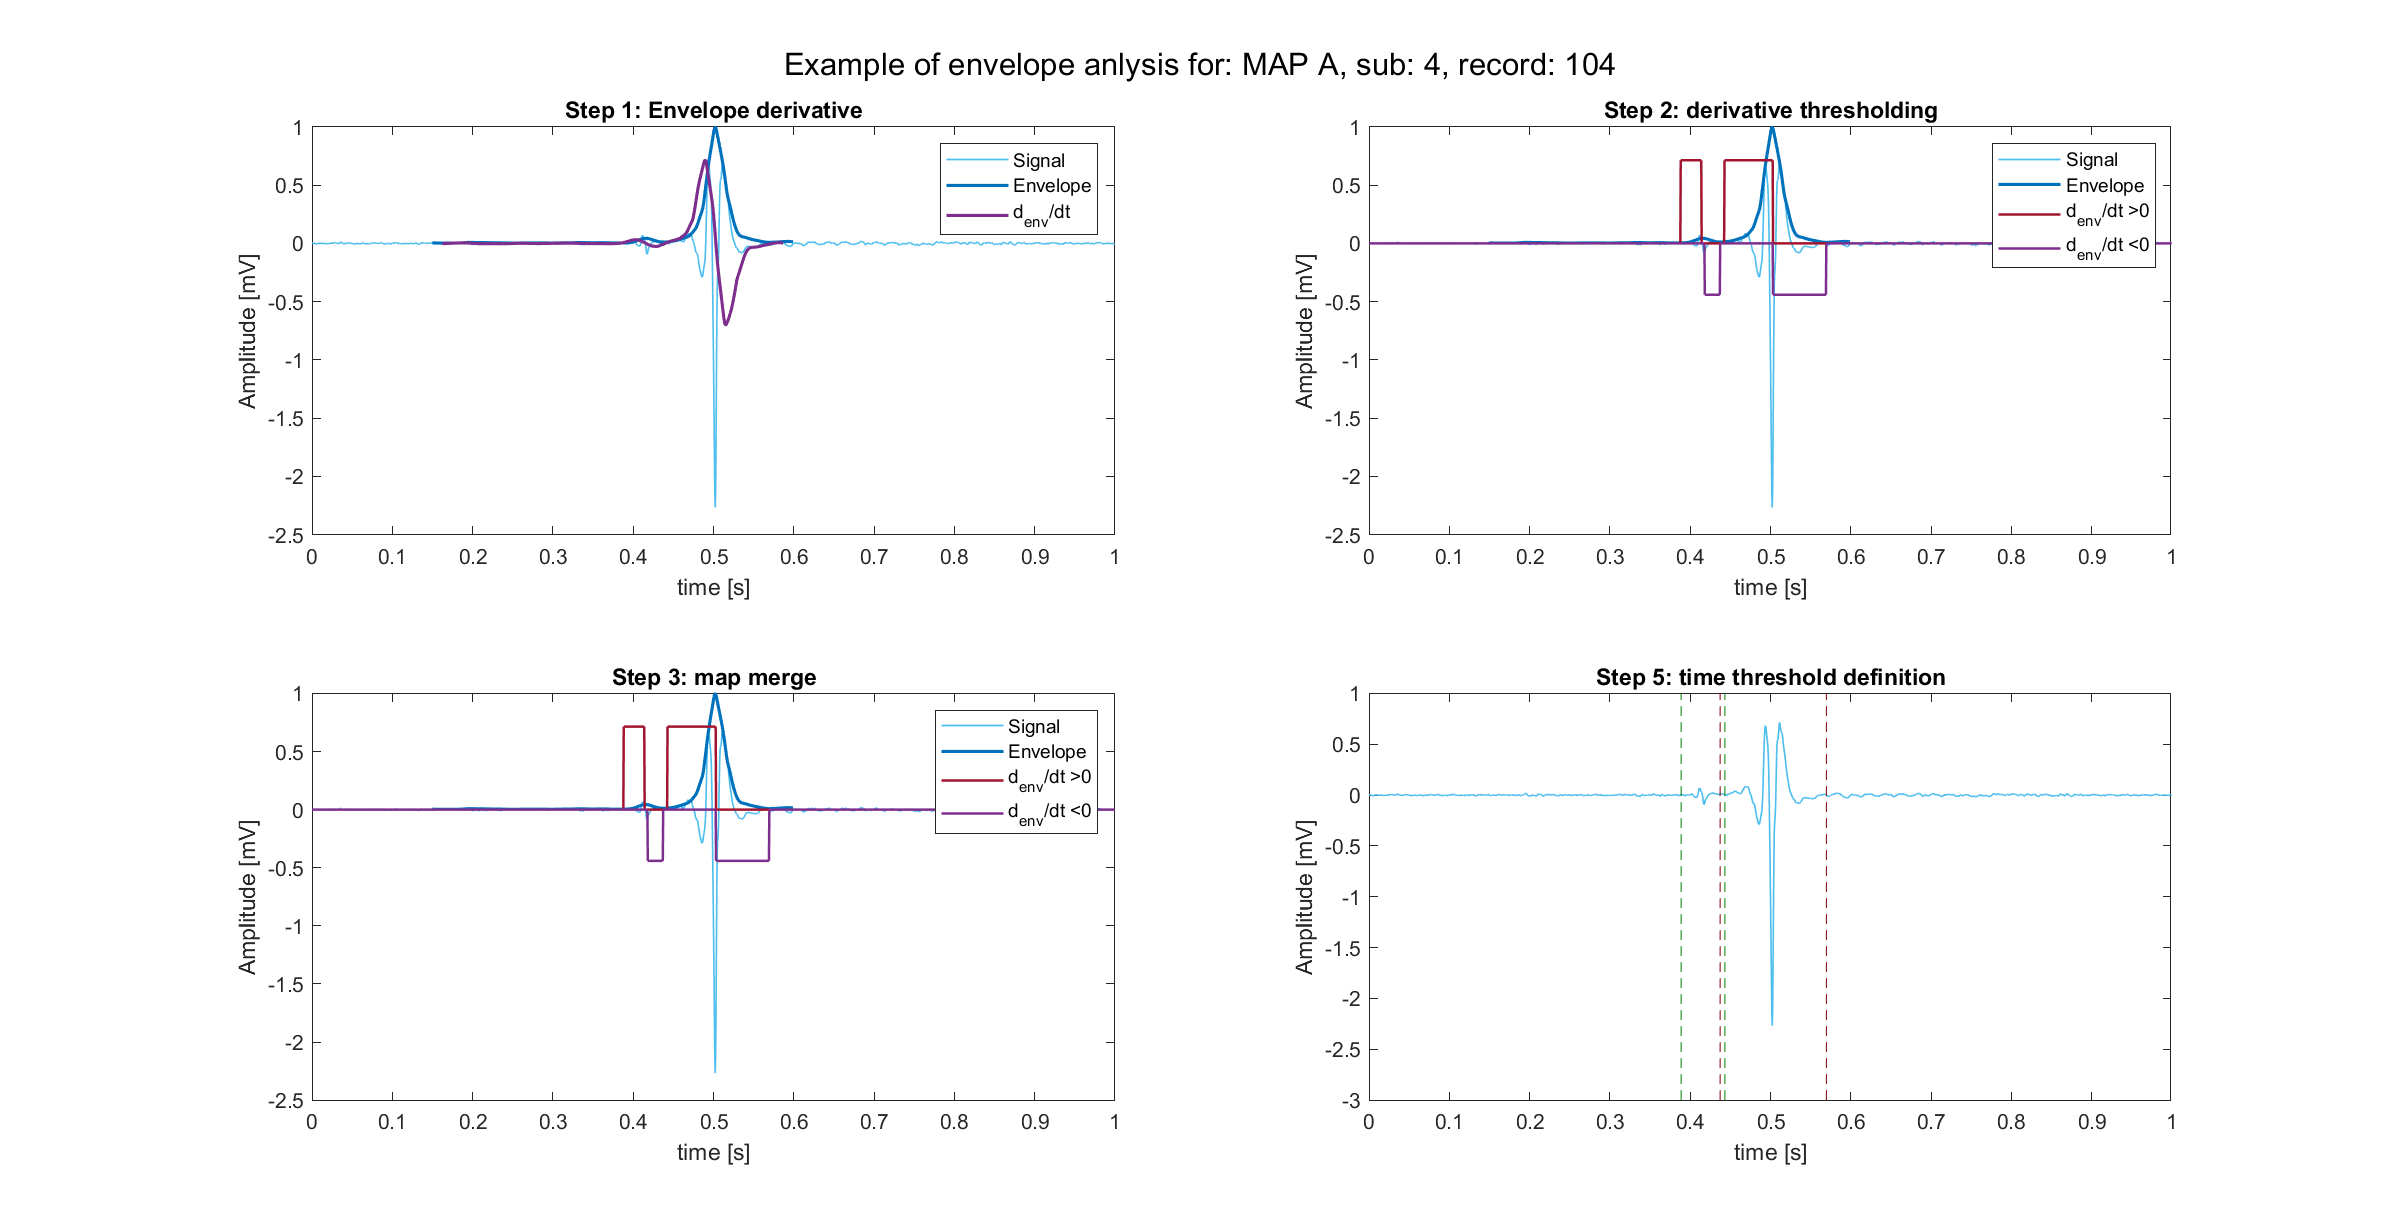 Example of envelope anlysis for: MAP A, sub: 4, record: 104
Step 1: Envelope derivative
1
0.5
0
-0.5
-1
-1.5
-2
-2.5
Amplitude [mV]
Signal
Envelope
d_env/dt
0 0.1 0.2 0.3 0.4 0.5 0.6 0.7 0.8 0.9 1
time [s]
Step 2: derivative thresholding
1
0.5
0
-0.5
-1
-1.5
-2
-2.5
Amplitude [mV]
Signal
Envelope
d_env/dt >0
d_env/dt <0
0 0.1 0.2 0.3 0.4 0.5 0.6 0.7 0.8 0.9 1
time [s]
Step 3: map merge
1
0.5
0
-0.5
-1
-1.5
-2
-2.5
Amplitude [mV]
Signal
Envelope
d_env/dt >0
d_env/dt <0
0 0.1 0.2 0.3 0.4 0.5 0.6 0.7 0.8 0.9 1
time [s]
Step 5: time threshold definition
1
0.5
0
-0.5
-1
-1.5
-2
-2.5
-3
Amplitude [mV]
0 0.1 0.2 0.3 0.4 0.5 0.6 0.7 0.8 0.9 1
time [s]